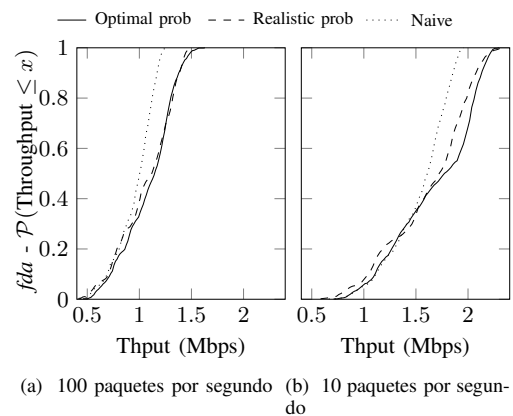 Optimal prob Realistic prob Naive
fda - P(Throughput ≤ x)
1
0.8
0.6
0.4
0.2
0
0.5 1 1.5 2
Thput (Mbps)
0.5 1 1.5 2
Thput (Mbps)
(a) 100 paquetes por segundo
(b) 10 paquetes por segun-
do